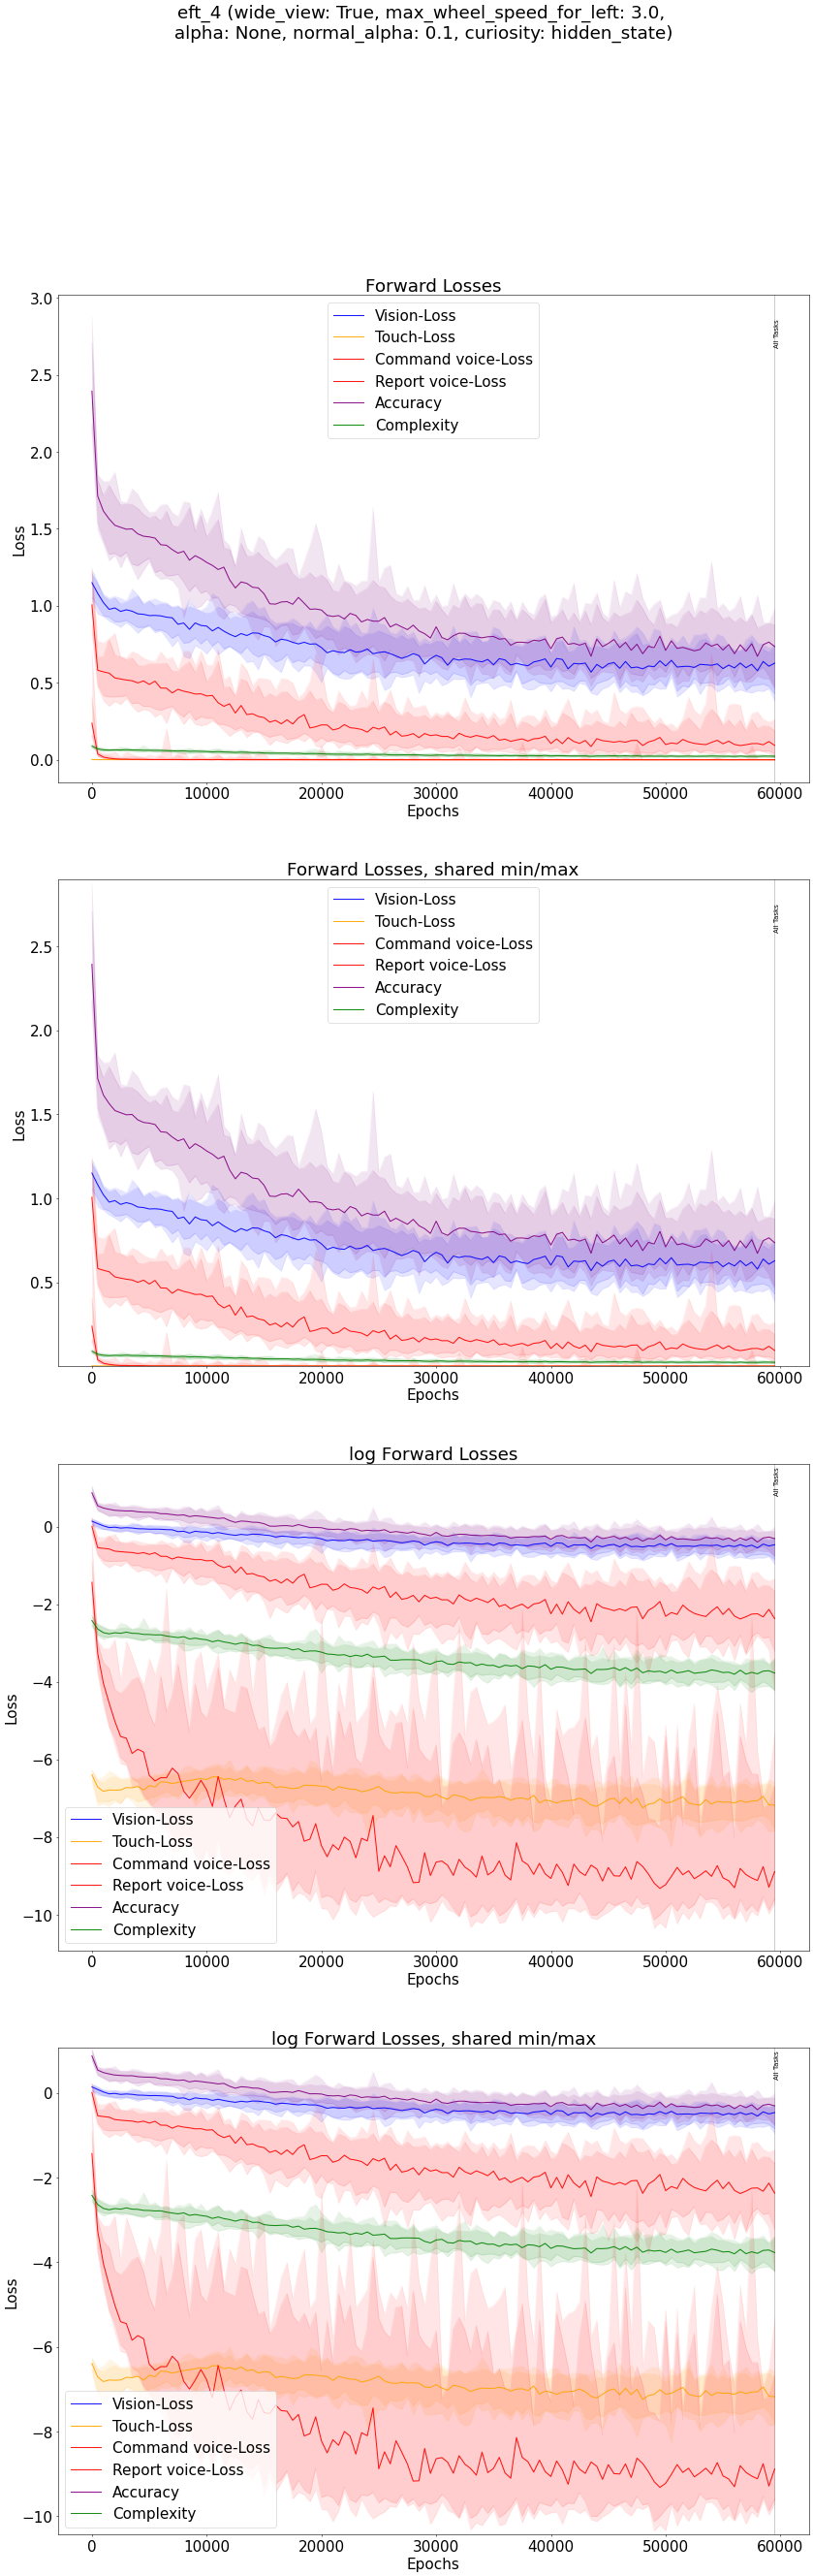 eft_4 (wide_view: True, max_wheel_speed_for_left: 3.0,
alpha: None, normal_alpha: 0.1, curiosity: hidden_state)
Forward Losses
3.0
2.5
2.0
1.5
1.0
0.5
0.0
Loss
Vision-Loss
Touch-Loss
Command voice-Loss
Report voice-Loss
Accuracy
Complexity
All Tasks
0 10000 20000 30000 40000 50000 60000
Epochs
Forward Losses, shared min/max
2.5
2.0
1.5
1.0
0.5
Loss
Vision-Loss
Touch-Loss
Command voice-Loss
Report voice-Loss
Accuracy
Complexity
All Tasks
0 10000 20000 30000 40000 50000 60000
Epochs
log Forward Losses
0
−2
−4
−6
−8
−10
Loss
Vision-Loss
Touch-Loss
Command voice-Loss
Report voice-Loss
Accuracy
Complexity
All Tasks
0 10000 20000 30000 40000 50000 60000
Epochs
log Forward Losses, shared min/max
0
−2
−4
−6
−8
−10
Loss
Vision-Loss
Touch-Loss
Command voice-Loss
Report voice-Loss
Accuracy
Complexity
All Tasks
0 10000 20000 30000 40000 50000 60000
Epochs